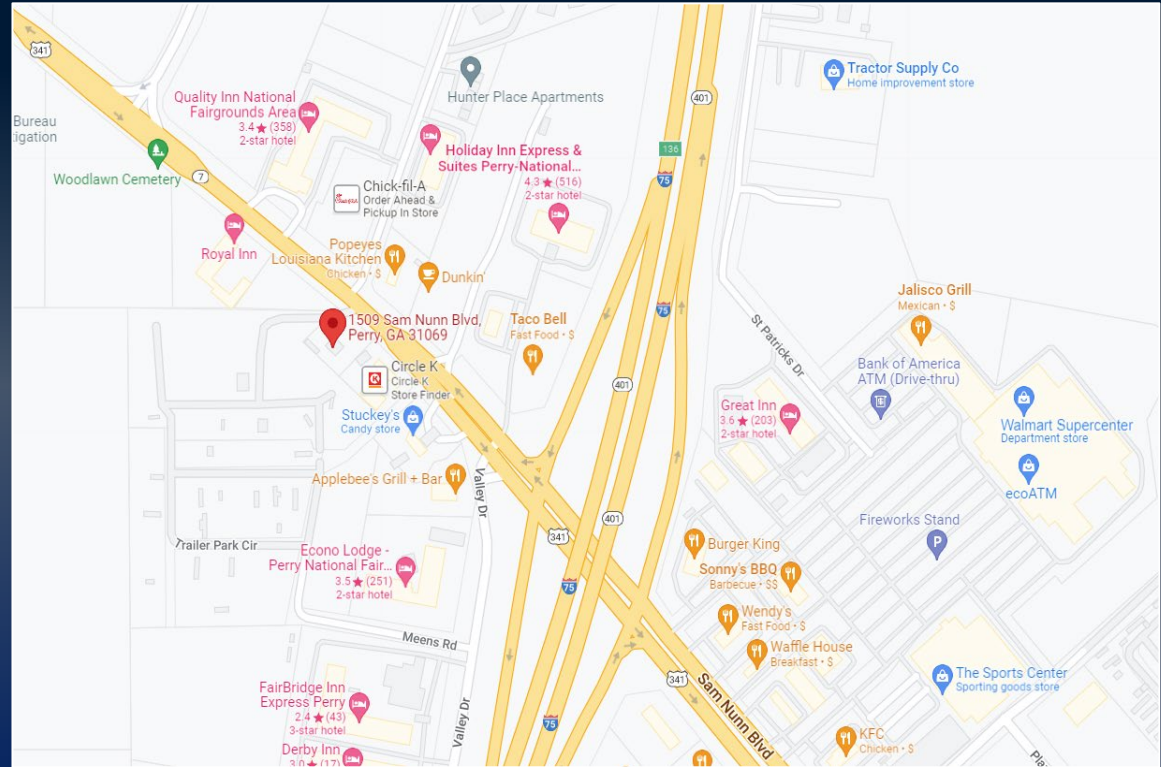 341
Bureau
tigation
Quality Inn National
Fairgrounds Area
3.4★(358)
2-star hotel
Woodlawn Cemetery
7
Royal Inn
Hunter Place Apartments
Holiday Inn Express &
Suites Perry-National...
4.3★(516)
2-star hotel
Chick-fil-A
Order Ahead &
Pickup In Store
Popeyes
Louisiana Kitchen
Chicken • $
Dunkin'
1509 Sam Nunn Blvd,
Perry, GA 31069
Circle K
Circle K
Store Finder
Stuckey's
Candy store
Applebee's Grill + Bar
Taco Bell
Fast Food • $
401
136
75
75
401
401
341
75
75
341
Tractor Supply Co
Home improvement store
St Patricks Dr
Jalisco Grill
Mexican • $
Bank of America
ATM (Drive-thru)
Great Inn
3.6★(203)
2-star hotel
Walmart Supercenter
Department store
ecoATM
Fireworks Stand
P
Burger King
Sonny's BBQ
Barbecue • $$
Wendy's
Fast Food • $
Waffle House
Breakfast • $
The Sports Center
Sporting goods store
KFC
Chicken • $
Sam Nunn Blvd
Valley Dr
Trailer Park Cir
Econo Lodge -
Perry National Fair...
3.5★(251)
2-star hotel
Meens Rd
Valley Dr
FairBridge Inn
Express Perry
2.4★(43)
3-star hotel
Derby Inn
3.0★(17)